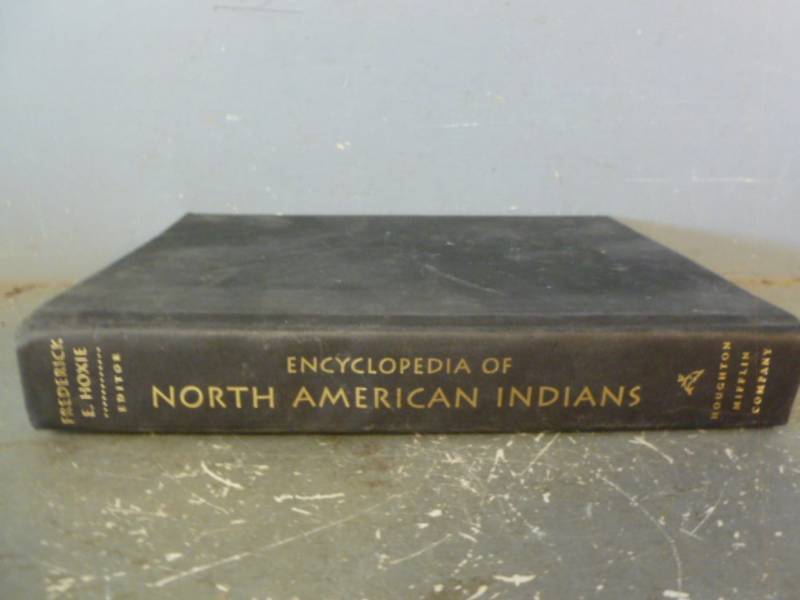 FREDERICK
E. HOXIE
EDITOR
ENCYCLOPEDIA OF
NORTH AMERICAN INDIANS
HOUGHTON
MIFFLIN
COMPANY